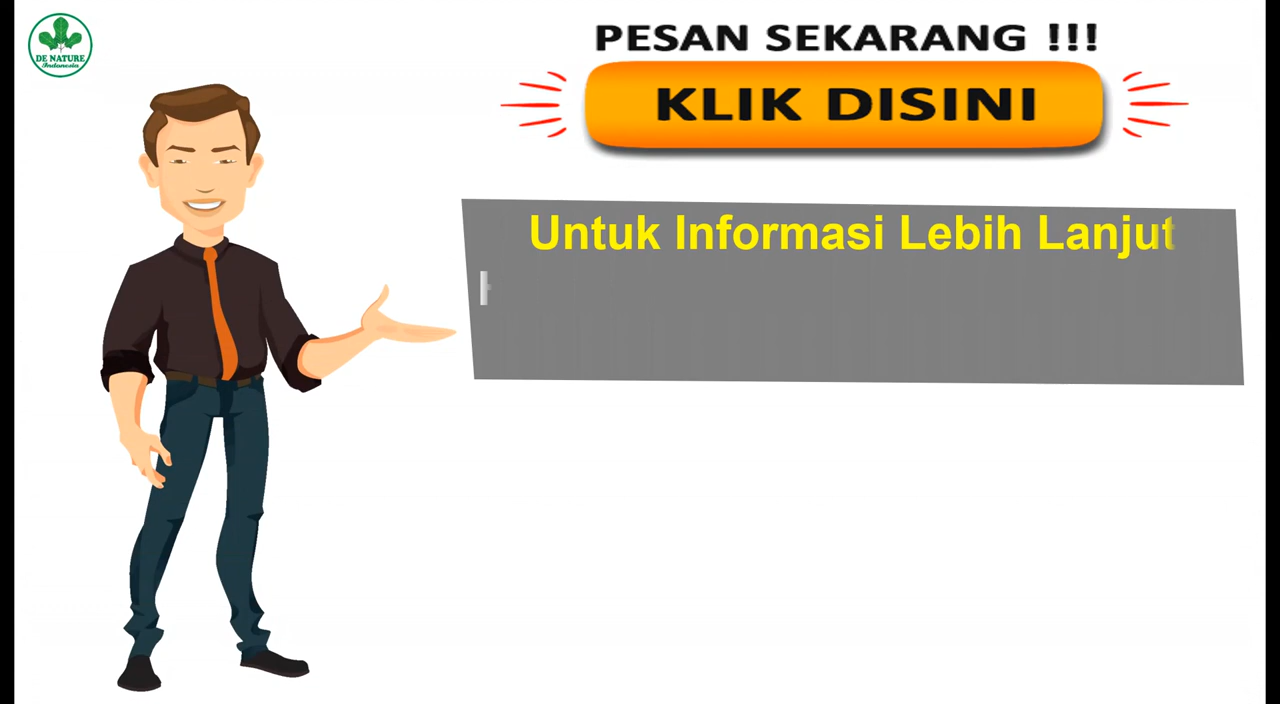 DE NATURE
Indonesia
PESAN SEKARANG !!!
KLIK DISINI
Untuk Informasi Lebih Lanjut